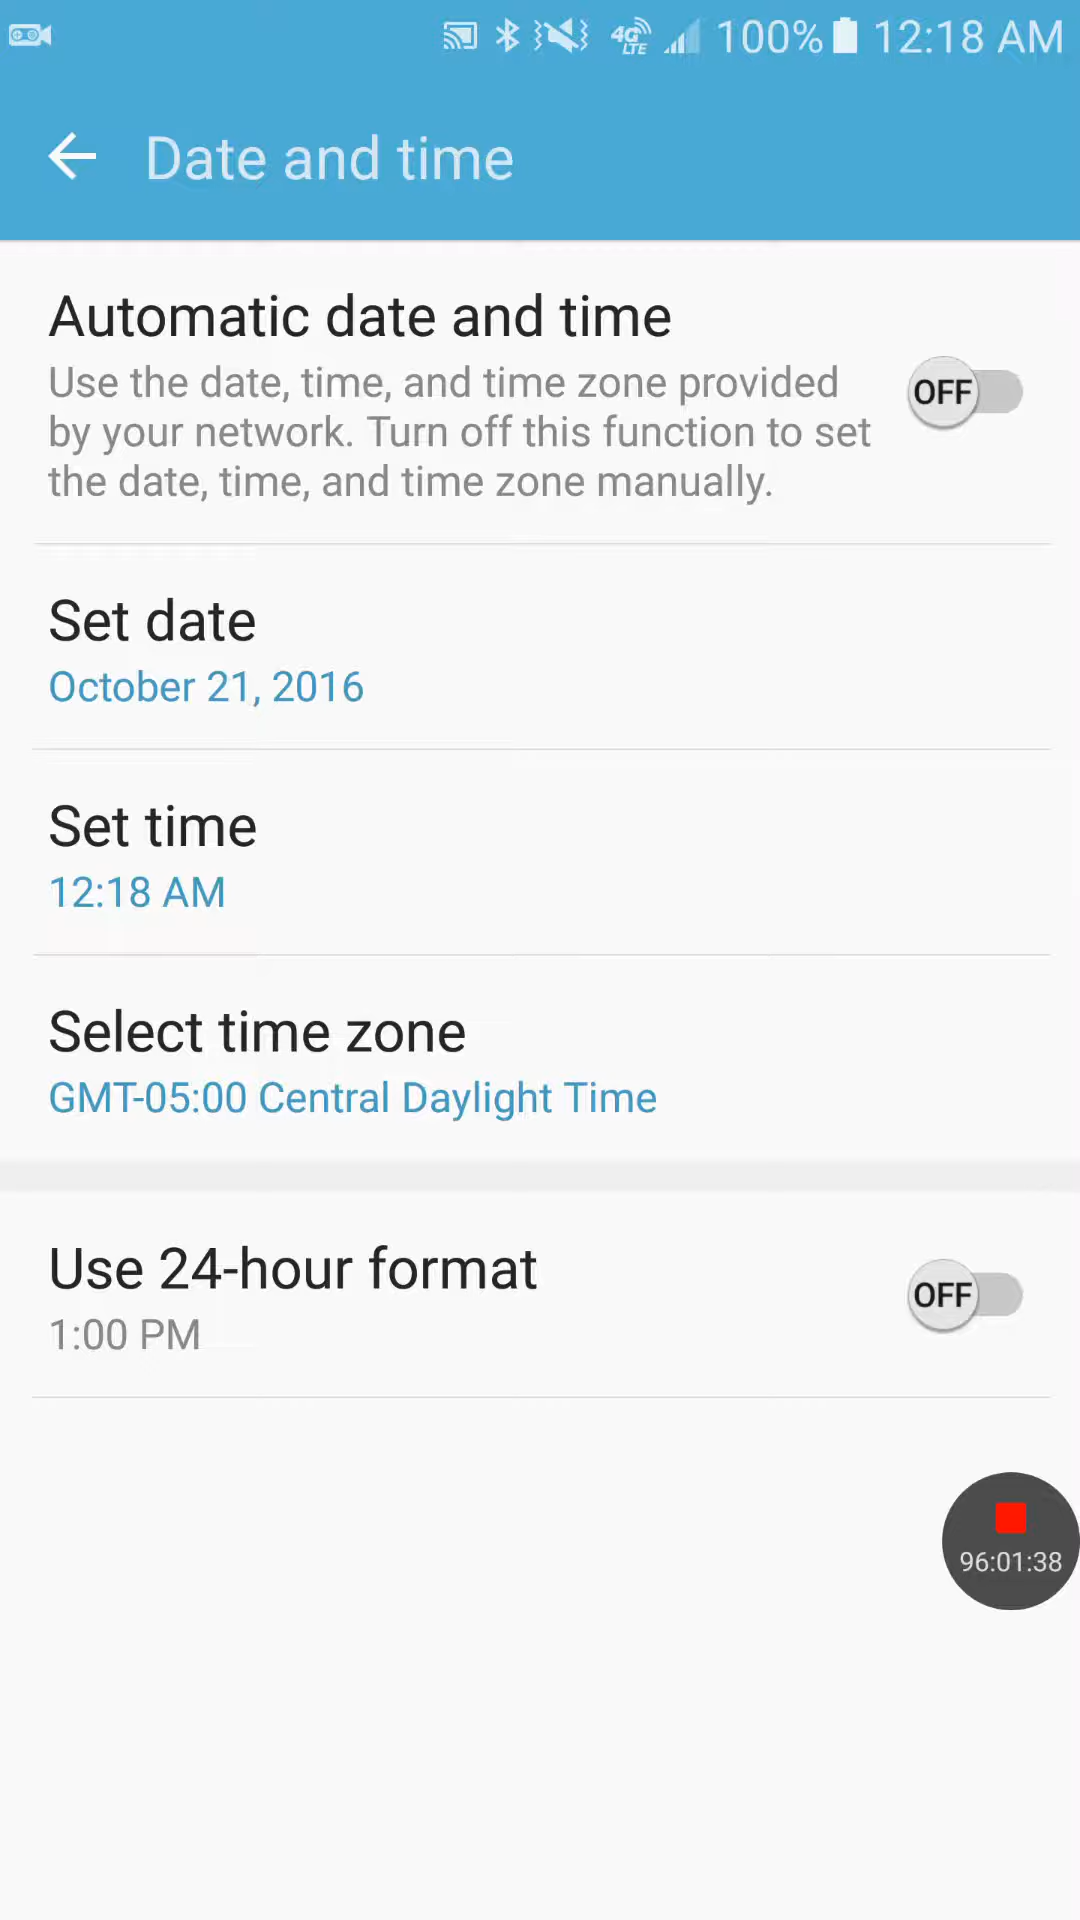 4G LTE 100% 12:18 AM
Date and time
Automatic date and time
Use the date, time, and time zone provided
by your network. Turn off this function to set
the date, time, and time zone manually.
OFF
Set date
October 21, 2016
Set time
12:18 AM
Select time zone
GMT-05:00 Central Daylight Time
Use 24-hour format
OFF
1:00 PM
96:01:38